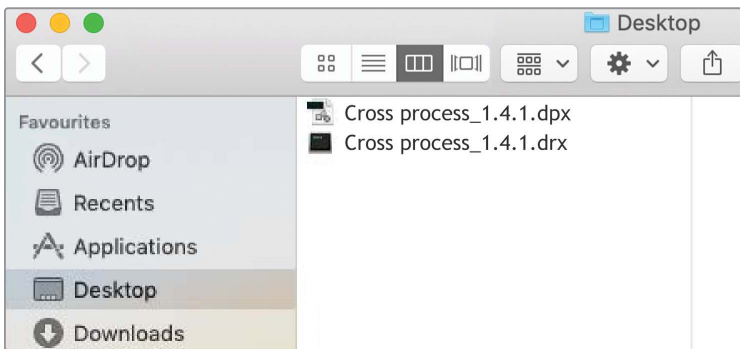 Desktop
Cross process_1.4.1.dpx
Cross process_1.4.1.drx
Favourites
AirDrop
Recents
Applications
Desktop
Downloads